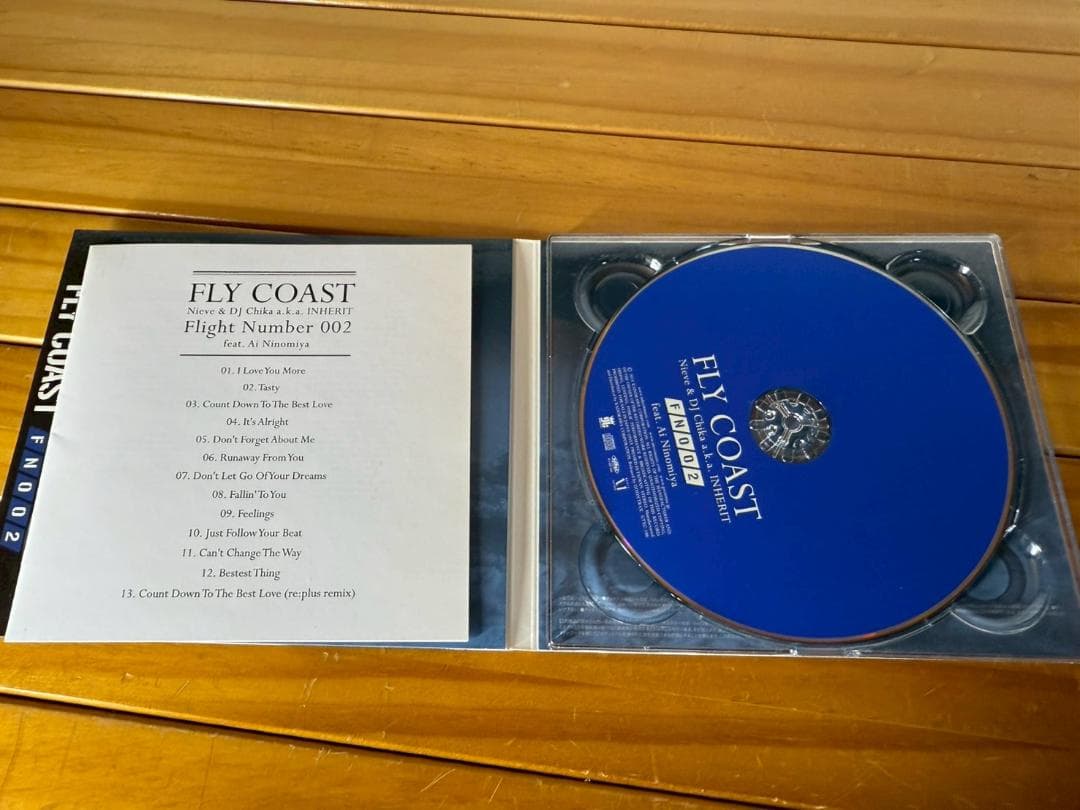 FLY COAST
FN002
FLY COAST
Nieve & DJ Chika a.k.a. INHERIT
Flight Number 002
feat. Ai Ninomiya
01. I Love You More
02. Tasty
03. Count Down To The Best Love
04. It's Alright
05. Don't Forget About Me
06. Runaway From You
07. Don't Let Go Of Your Dreams
08. Fallin' To You
09. Feelings
10. Just Follow Your Beat
11. Can't Change The Way
12. Bestest Thing
13. Count Down To The Best Love (re:plus remix)
FLY COAST
Nieve & DJ Chika a.k.a. INHERIT
FN002
feat. Ai Ninomiya